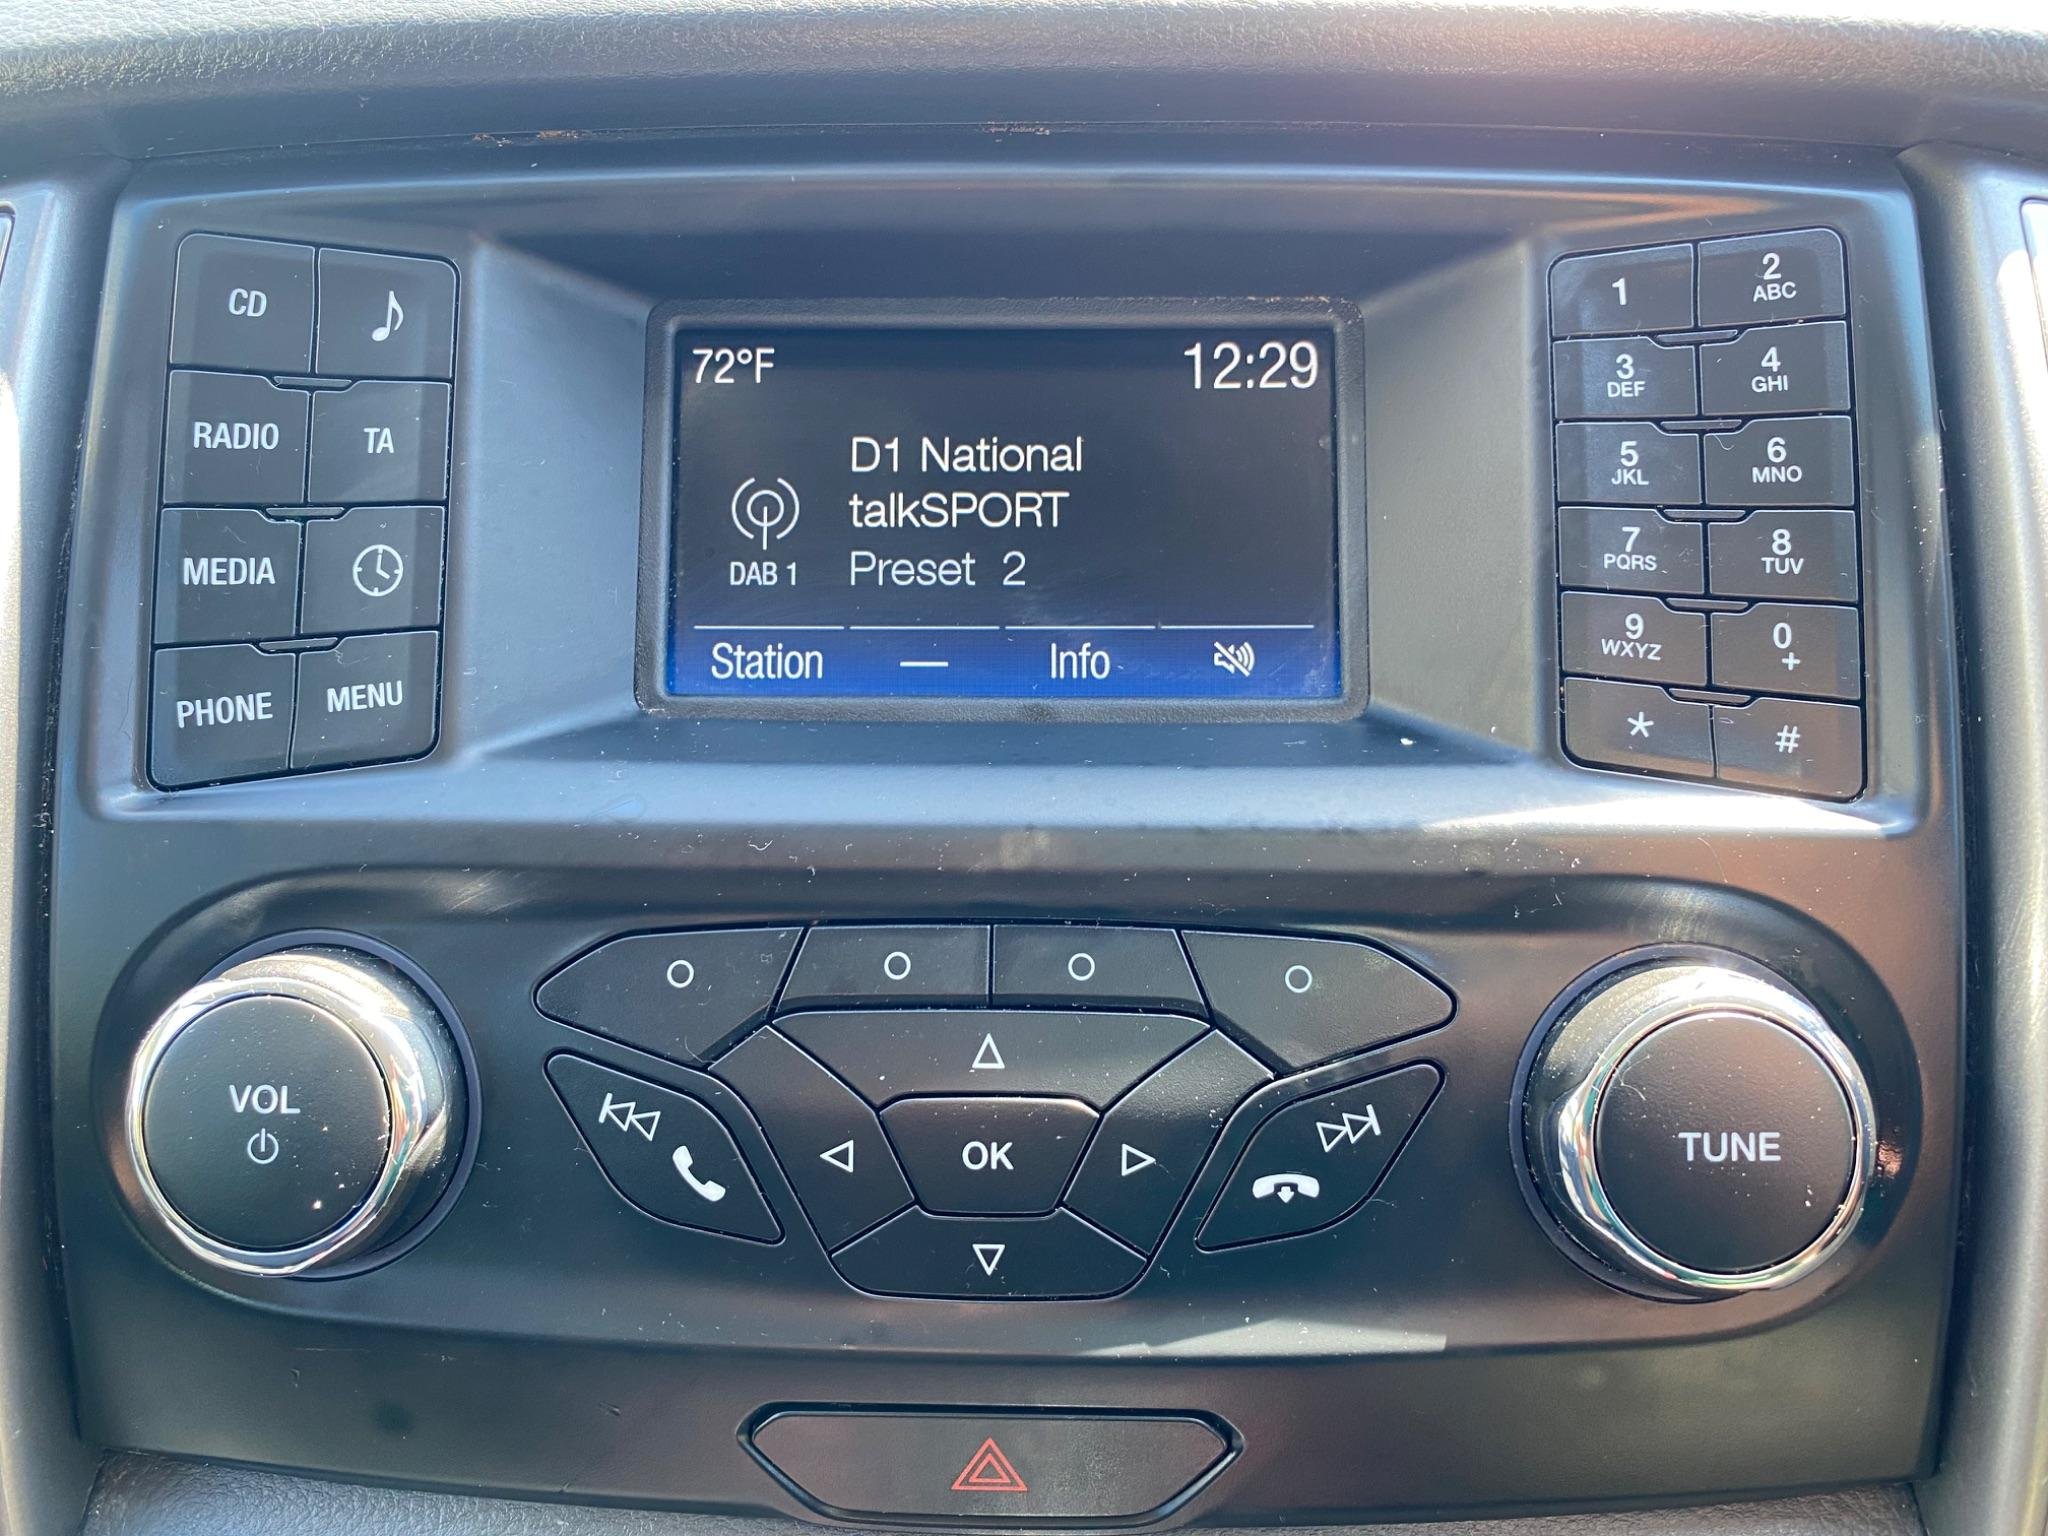 CD
RADIO TA
MEDIA
PHONE MENU
72°F 12:29
D1 National
talkSPORT
DAB 1 Preset 2
Station — Info
1 2 ABC
3 DEF 4 GHI
5 JKL 6 MNO
7 PQRS 8 TUV
9 WXYZ 0 +
* #
VOL
OK
TUNE